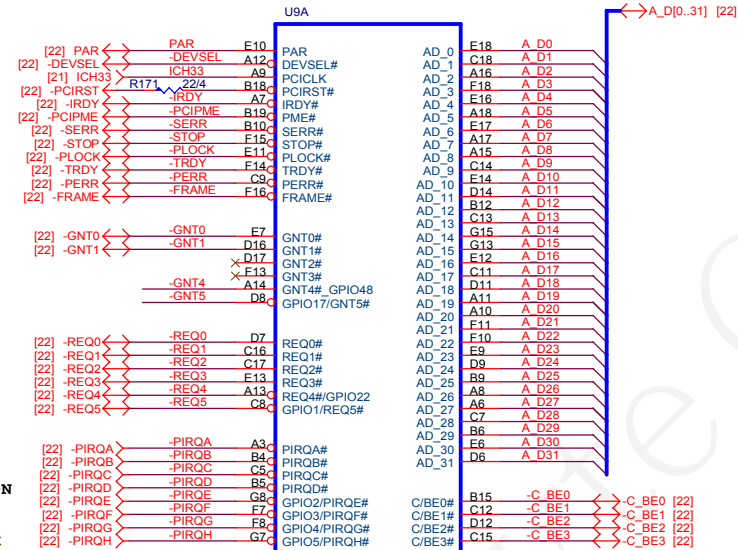 U9A
A_D[0..31] [22]
[22] PAR PAR E10 PAR AD_0 E18 A_D0
[22] -DEVSEL -DEVSEL A12 DEVSEL# AD_1 C18 A_D1
[21] ICH33 ICH33 A9 PCICLK AD_2 A16 A_D2
[22] -PCIRST R171 22/4 B18 PCIRST# AD_3 F18 A_D3
[22] -IRDY -IRDY A7 IRDY# AD_4 E16 A_D4
[22] -PCIPME -PCIPME B19 PME# AD_5 A18 A_D5
[22] -SERR -SERR B10 SERR# AD_6 E17 A_D6
[22] -STOP -STOP F15 STOP# AD_7 A17 A_D7
[22] -PLOCK -PLOCK E11 PLOCK# AD_8 A15 A_D8
[22] -TRDY -TRDY F14 TRDY# AD_9 C14 A_D9
[22] -PERR -PERR C9 PERR# AD_10 E14 A_D10
[22] -FRAME -FRAME F16 FRAME# AD_11 D14 A_D11
AD_12 B12 A_D12
AD_13 C13 A_D13
[22] -GNT0 -GNT0 E7 GNT0# AD_14 G15 A_D14
[22] -GNT1 -GNT1 D16 GNT1# AD_15 G13 A_D15
D17 GNT2# AD_16 E12 A_D16
F13 GNT3# AD_17 C11 A_D17
-GNT4 A14 GNT4#_GPIO48 AD_18 D11 A_D18
-GNT5 D8 GPIO17/GNT5# AD_19 A11 A_D19
AD_20 A10 A_D20
AD_21 F11 A_D21
[22] -REQ0 -REQ0 D7 REQ0# AD_22 F10 A_D22
[22] -REQ1 -REQ1 C16 REQ1# AD_23 E9 A_D23
[22] -REQ2 -REQ2 C17 REQ2# AD_24 D9 A_D24
[22] -REQ3 -REQ3 E13 REQ3# AD_25 B9 A_D25
[22] -REQ4 -REQ4 A13 REQ4#/GPIO22 AD_26 A8 A_D26
[22] -REQ5 -REQ5 C8 GPIO1/REQ5# AD_27 A6 A_D27
AD_28 C7 A_D28
AD_29 B6 A_D29
[22] -PIRQA -PIRQA A3 PIRQA# AD_30 E6 A_D30
[22] -PIRQB -PIRQB B4 PIRQB# AD_31 D6 A_D31
[22] -PIRQC -PIRQC C5 PIRQC#
[22] -PIRQD -PIRQD B5 PIRQD#
[22] -PIRQE -PIRQE G8 GPIO2/PIRQE# C/BE0# B15 -C_BE0 -C_BE0 [22]
[22] -PIRQF -PIRQF F7 GPIO3/PIRQF# C/BE1# C12 -C_BE1 -C_BE1 [22]
[22] -PIRQG -PIRQG F8 GPIO4/PIRQG# C/BE2# D12 -C_BE2 -C_BE2 [22]
[22] -PIRQH -PIRQH G7 GPIO5/PIRQH# C/BE3# C15 -C_BE3 -C_BE3 [22]